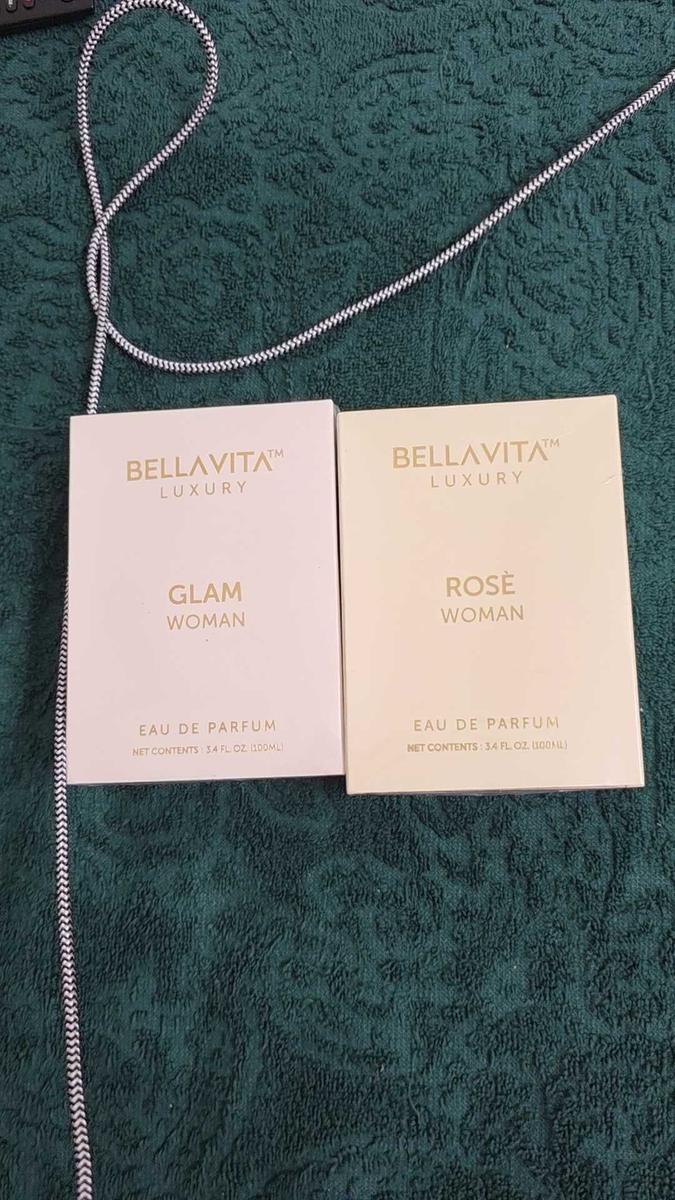 BELLAVITA™
LUXURY
GLAM
WOMAN
EAU DE PARFUM
NET CONTENTS : 3.4 FL. OZ. (100ML)
BELLAVITA™
LUXURY
ROSÈ
WOMAN
EAU DE PARFUM
NET CONTENTS : 3.4 FL. OZ. (100ML)